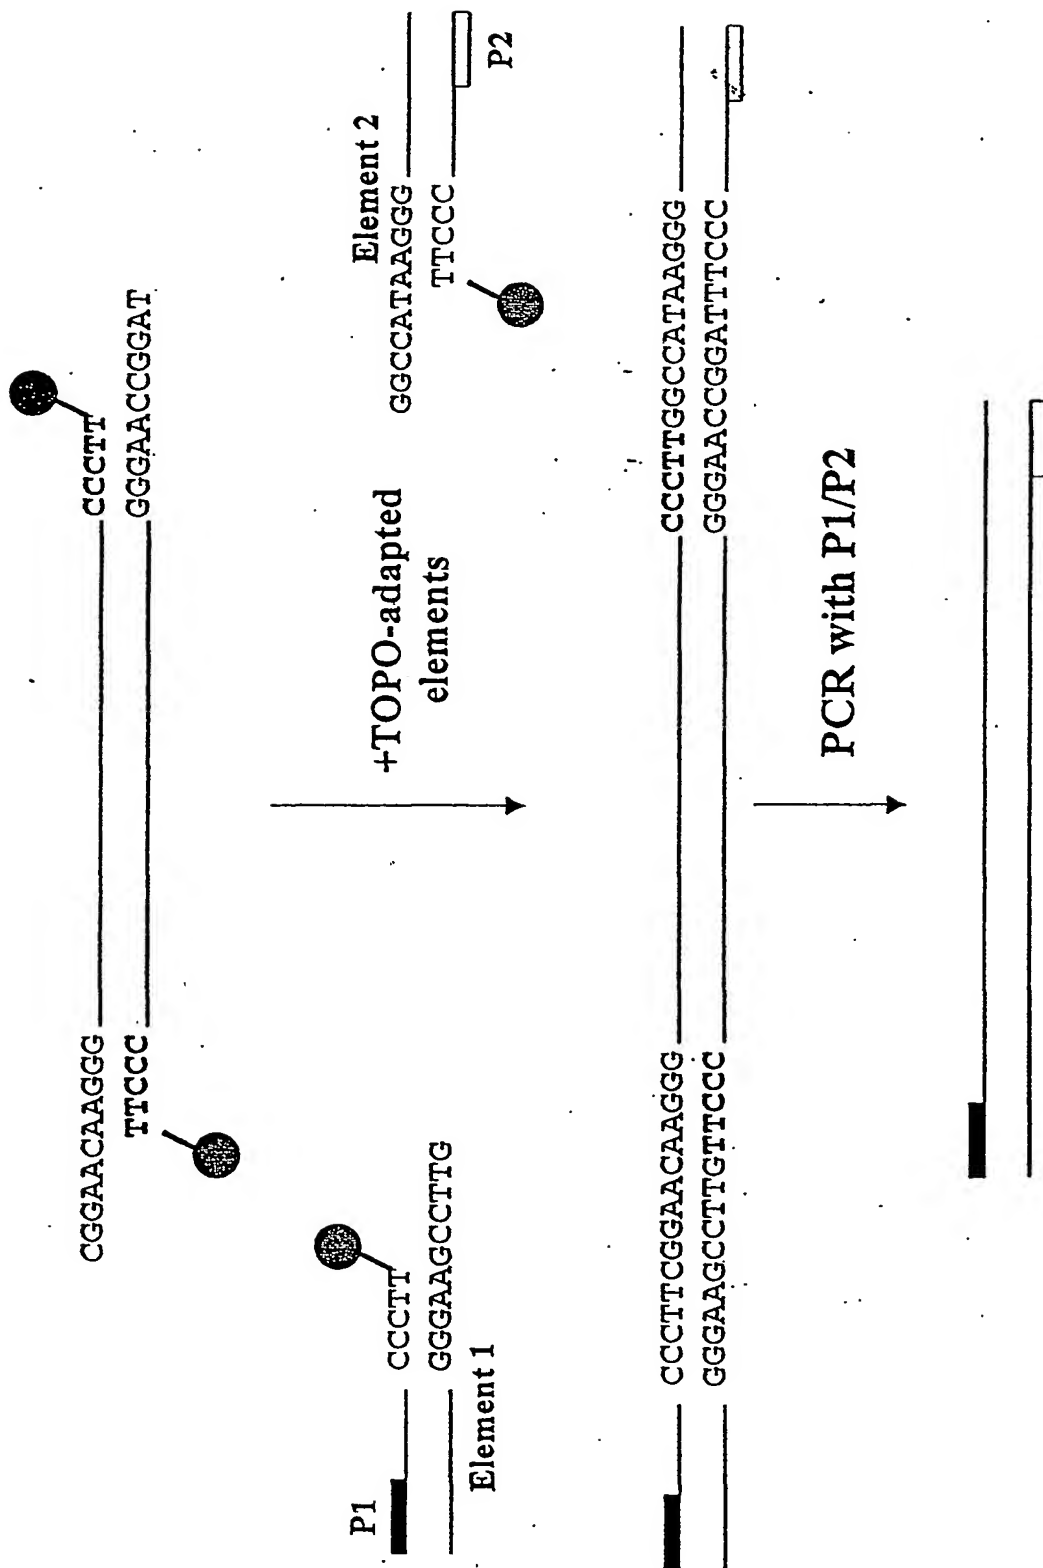 CGGAACAAGGG
CCCTT
TTCCC
GGGAACCGGAT
P1
CCCTT
GGGAAGCCTTG
Element 1
+TOPO-adapted
elements
Element 2
GGCCATAAGGG
TTCCC
P2
CCCTTCGGAACAAGGG
CCCTTGGCCATAAGGG
GGGAAGCCTTGTTCCC
GGGAACCGGATTTCCC
PCR with P1/P2